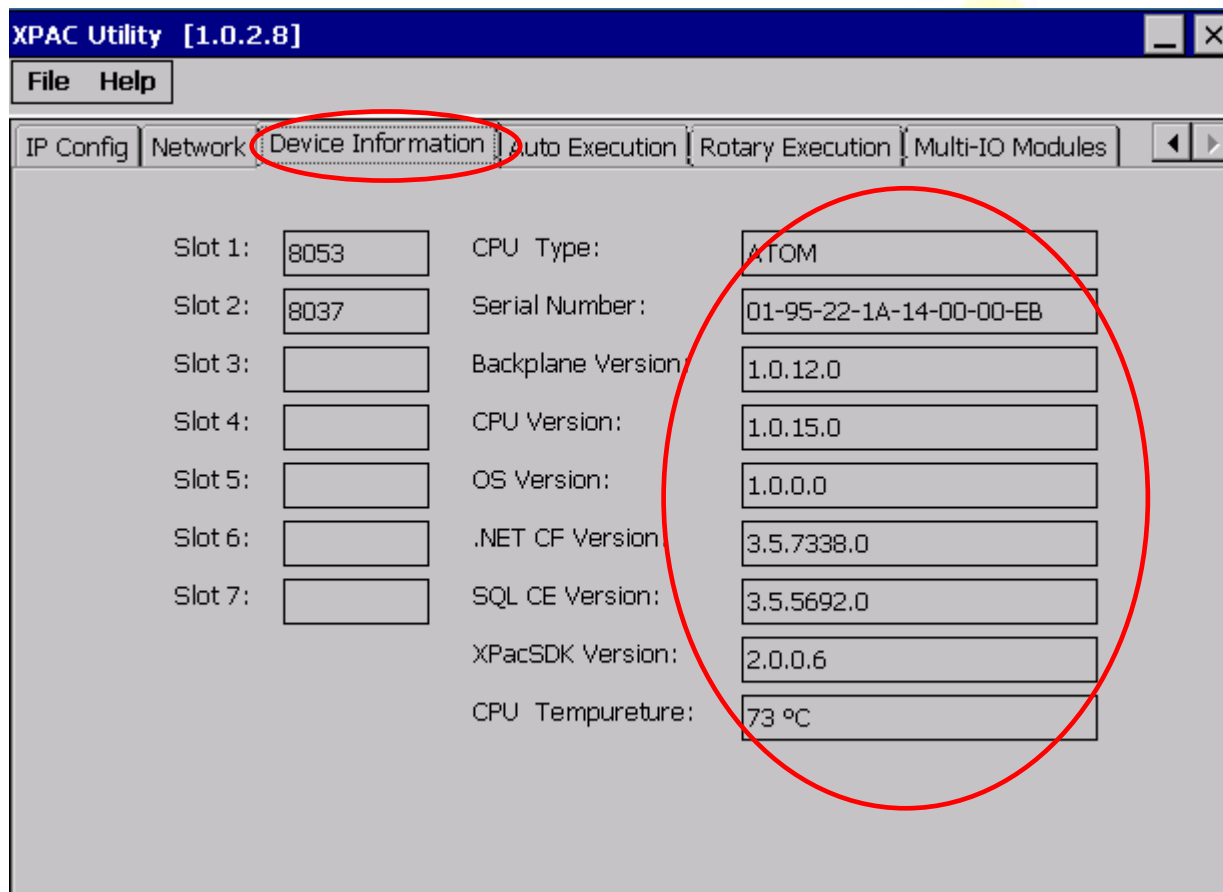 XPAC Utility [1.0.2.8]
File Help
IP Config Network Device Information Auto Execution Rotary Execution Multi-IO Modules
Slot 1: 8053 CPU Type: ATOM
Slot 2: 8037 Serial Number: 01-95-22-1A-14-00-00-EB
Slot 3: Backplane Version: 1.0.12.0
Slot 4: CPU Version: 1.0.15.0
Slot 5: OS Version: 1.0.0.0
Slot 6: .NET CF Version: 3.5.7338.0
Slot 7: SQL CE Version: 3.5.5692.0
XPacSDK Version: 2.0.0.6
CPU Tempureture: 73 ºC